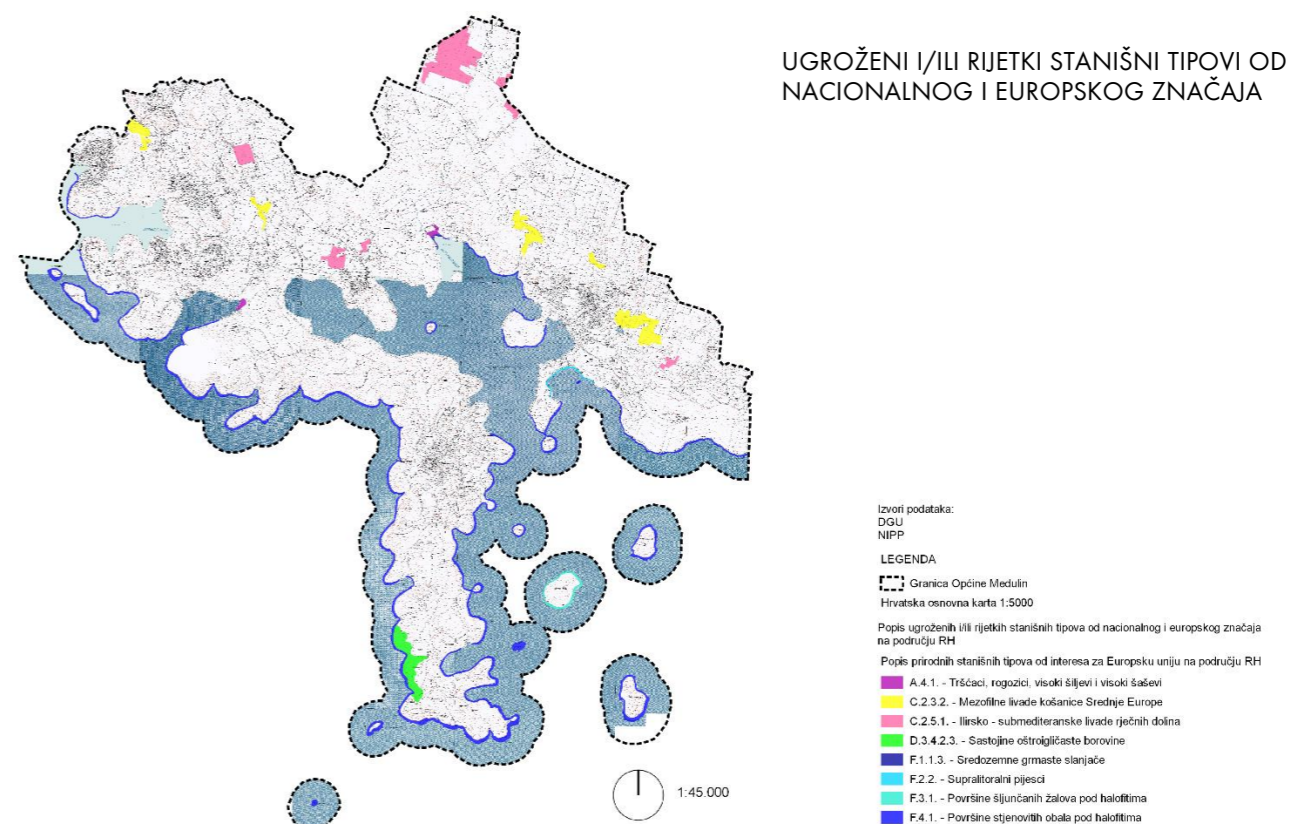 UGROŽENI I/ILI RIJETKI STANIŠNI TIPOVI OD
NACIONALNOG I EUROPSKOG ZNAČAJA
Izvori podataka:
DGU
NIPP
LEGENDA
Granica Općine Medulin
Hrvatska osnovna karta 1:5000
Popis ugroženih i/ili rijetkih stanišnih tipova od nacionalnog i europskog značaja
na području RH
Popis prirodnih stanišnih tipova od interesa za Europsku uniju na području RH
A.4.1. - Tršćaci, rogozici, visoki šiljevi i visoki šaševi
C.2.3.2. - Mezofilne livade košanice Srednje Europe
C.2.5.1. - Ilirsko - submediteranske livade rječnih dolina
D.3.4.2.3. - Sastojine oštroigličaste borovine
F.1.1.3. - Sredozemne grmaste slanjače
F.2.2. - Supralitoralni pijesci
F.3.1. - Površine šljunčanih žalova pod halofitima
F.4.1. - Površine stjenovitih obala pod halofitima
1:45.000